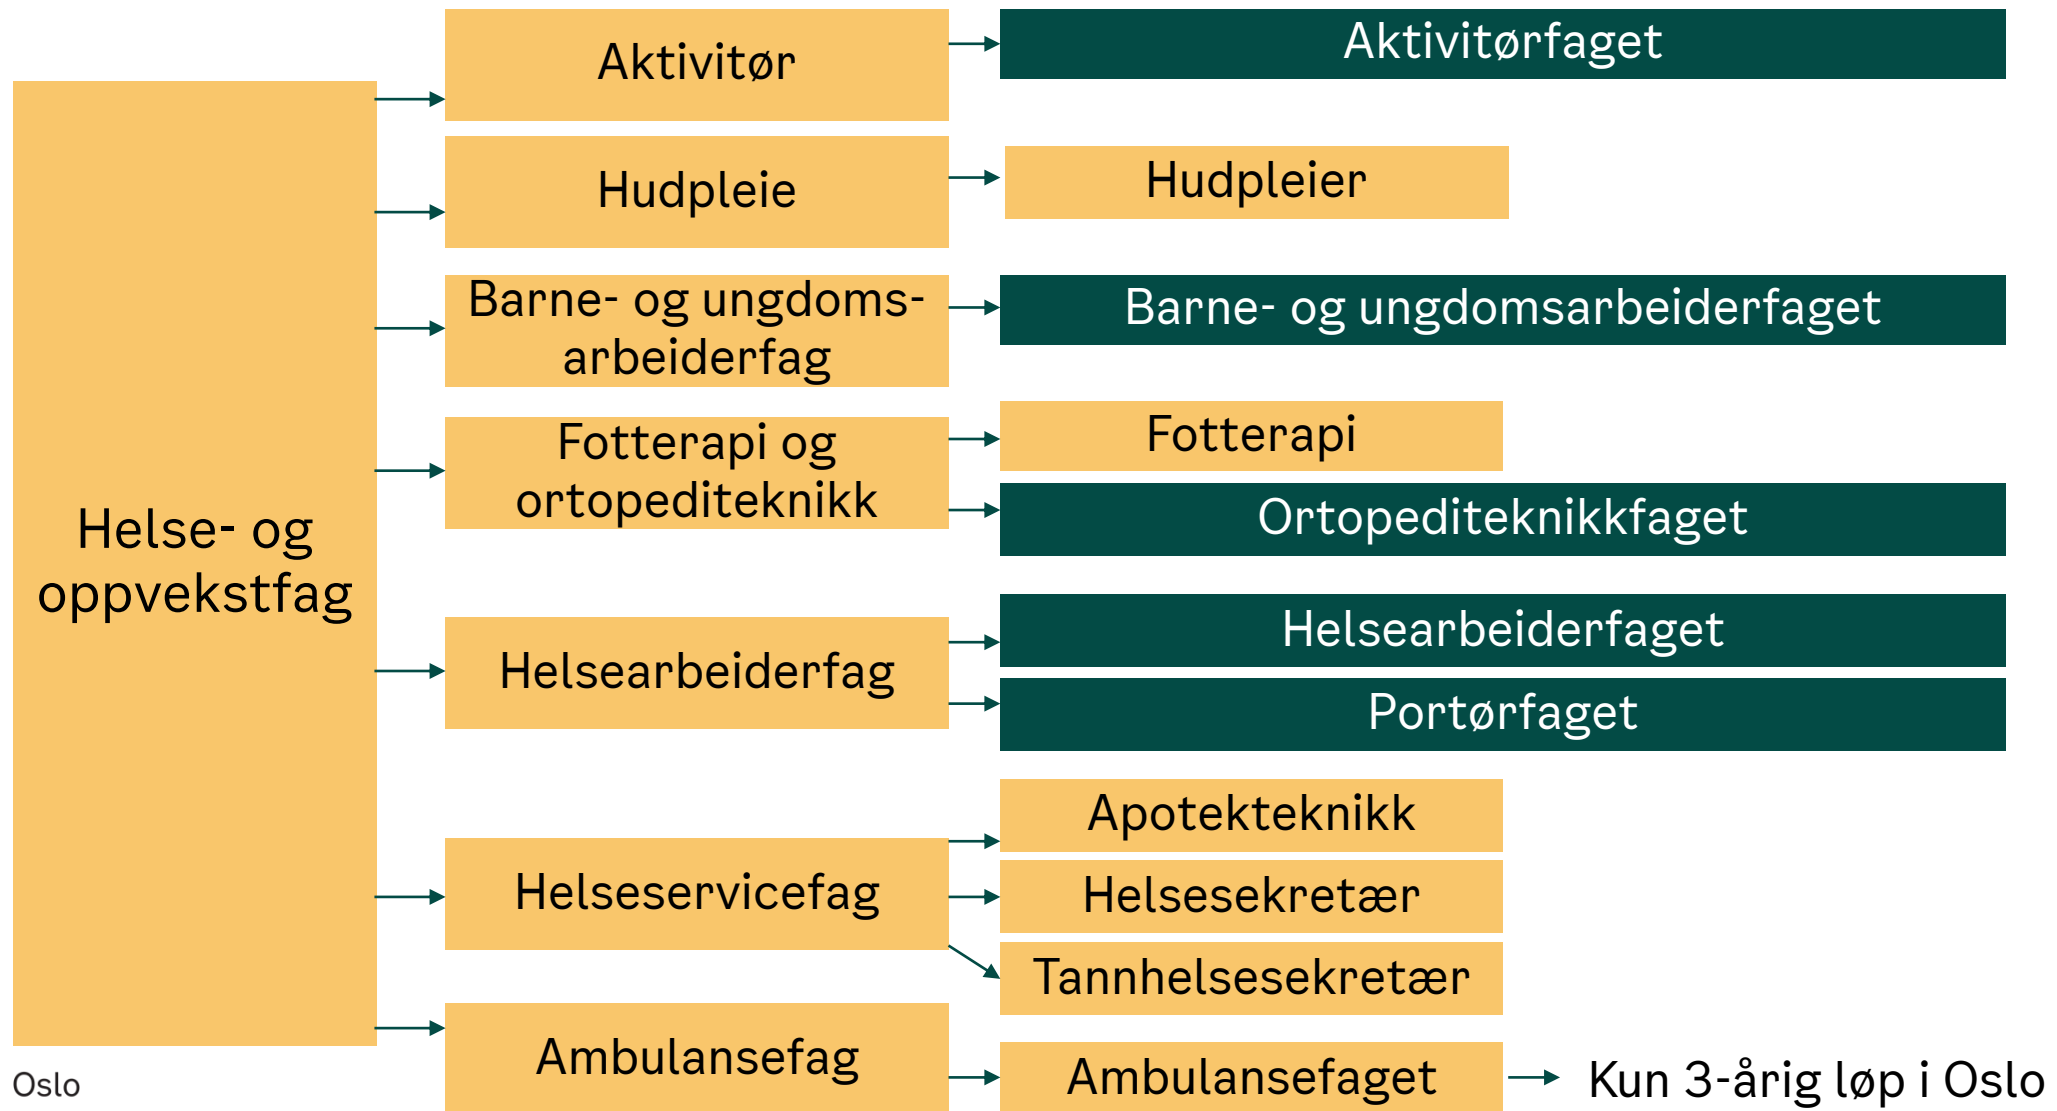 Helse- og
oppvekstfag
Aktivitør
Aktivitørfaget
Hudpleie
Hudpleier
Barne- og ungdoms-
arbeiderfag
Barne- og ungdomsarbeiderfaget
Fotterapi og
ortopediteknikk
Fotterapi
Ortopediteknikkfaget
Helsearbeiderfag
Helsearbeiderfaget
Portørfaget
Helseservicefag
Apotekteknikk
Helsesekretær
Tannhelsesekretær
Ambulansefag
Ambulansefaget
Kun 3-årig løp i Oslo
Oslo